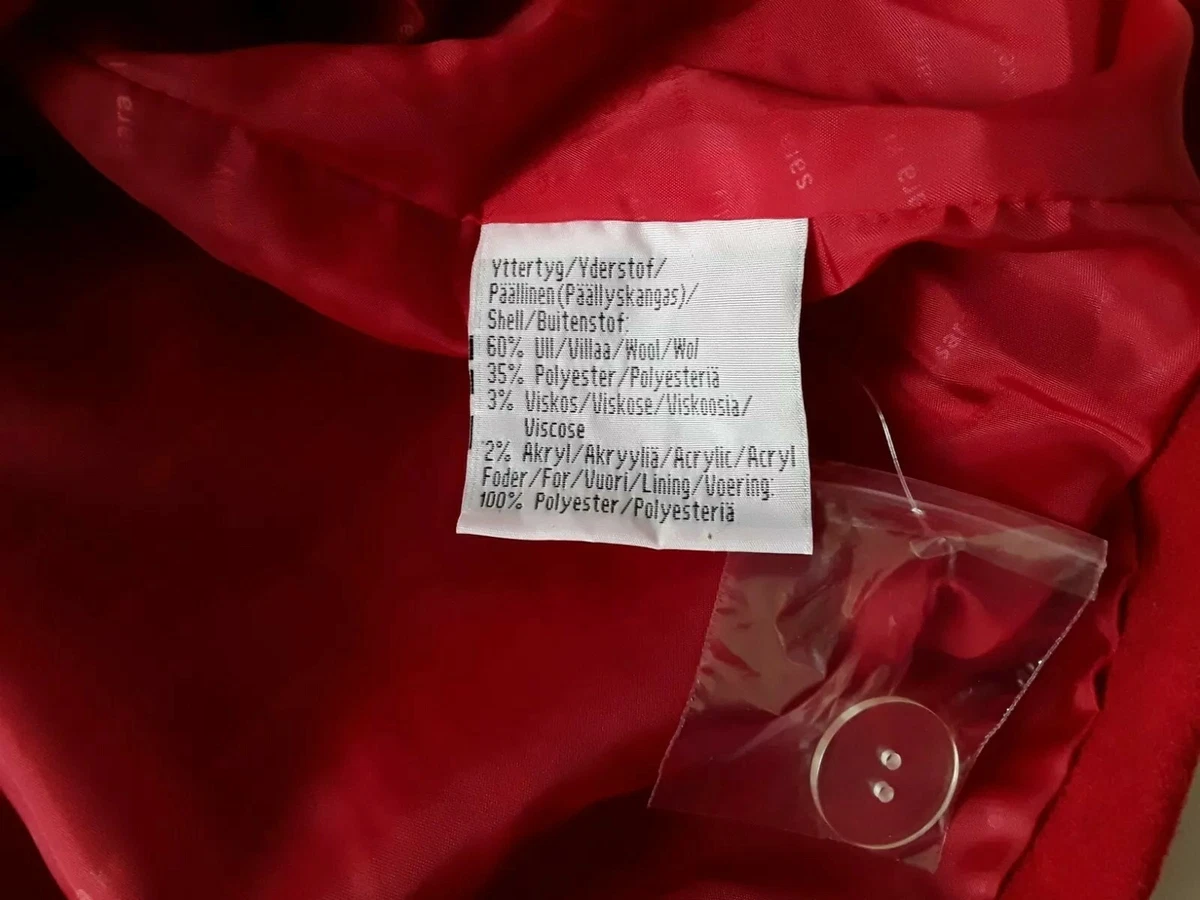 Yttertyg/Yderstof/
Päällinen(Päällyskangas)/
Shell/Buitenstof:
60% Ull/Villaa/Wool/Wol
35% Polyester/Polyesteriä
3% Viskos/Viskose/Viskoosia/
Viscose
2% Akryl/Akryyliä/Acrylic/Acryl
Foder/For/Vuori/Lining/Voering:
100% Polyester/Polyesteriä